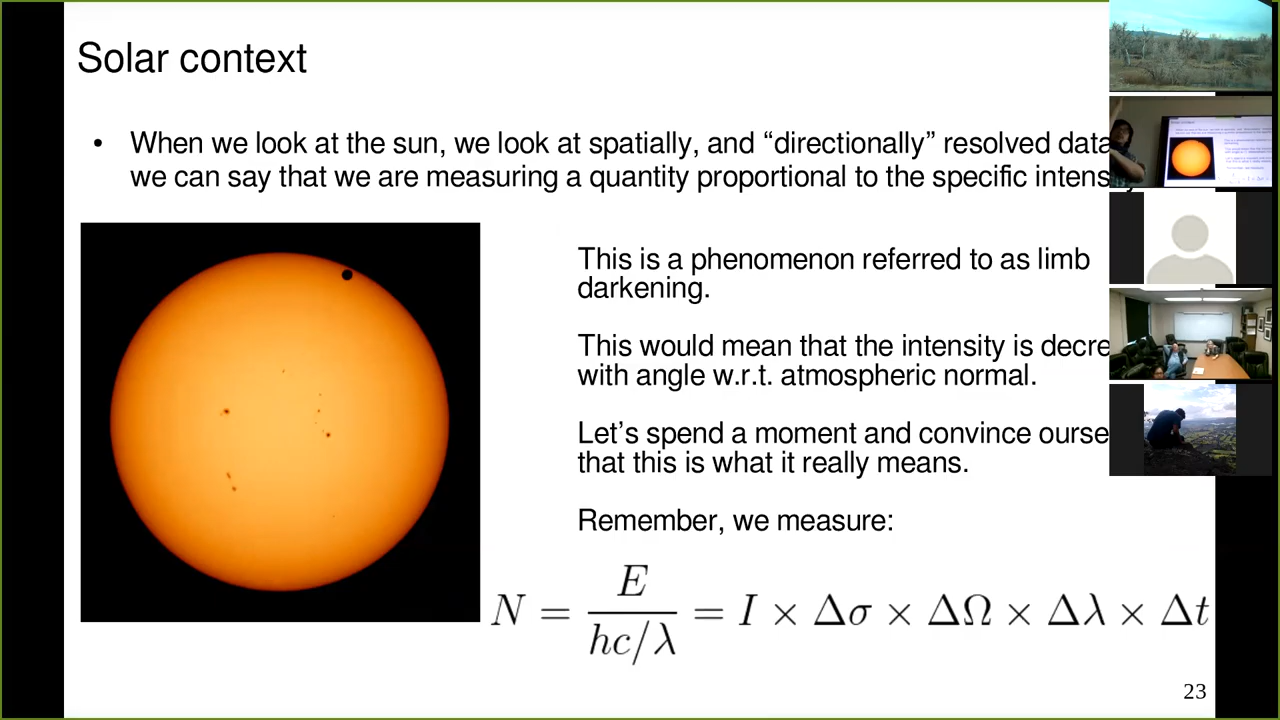 Solar context
• When we look at the sun, we look at spatially, and “directionally” resolved data
we can say that we are measuring a quantity proportional to the specific
This is a phenomenon referred to as limb
darkening.
This would mean that the intensity is
with angle w.r.t. atmospheric normal.
Let’s spend a moment and convince
that this is what it really means.
Remember, we measure:
N = E / (hc/λ) = I × Δσ × ΔΩ × Δλ × Δt
23